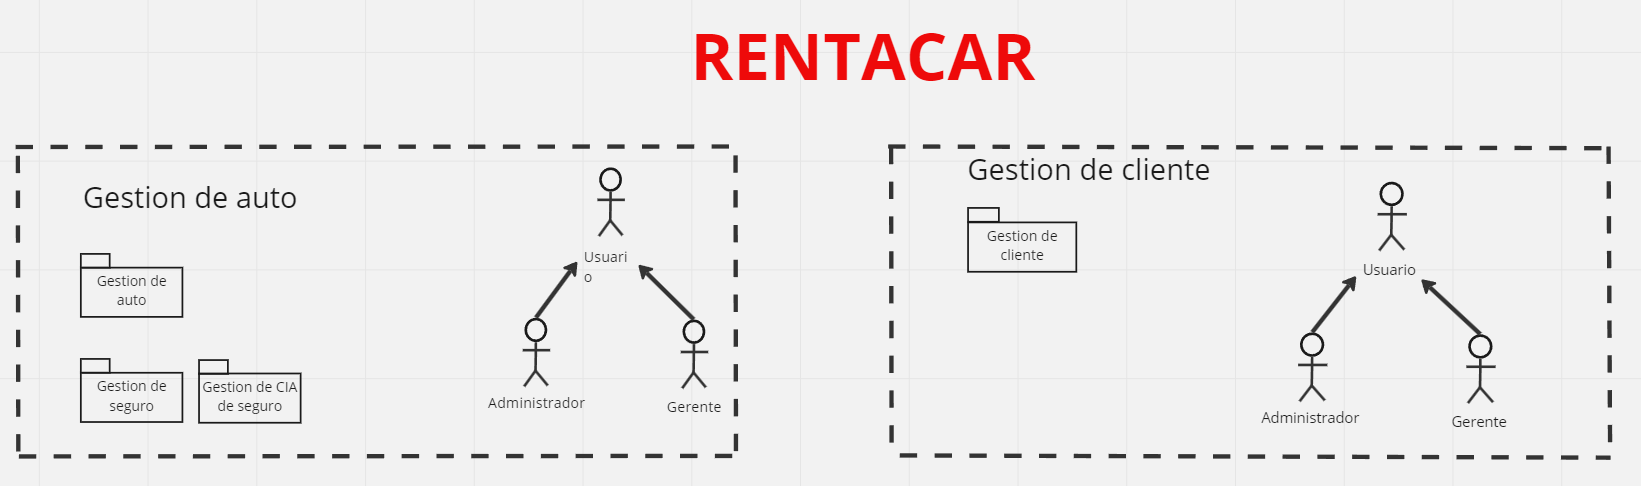 RENTACAR
Gestion de auto
Gestion de
auto
Gestion de
seguro
Gestion de CIA
de seguro
Usuari
o
Administrador
Gerente
Gestion de cliente
Gestion de
cliente
Usuario
Administrador
Gerente